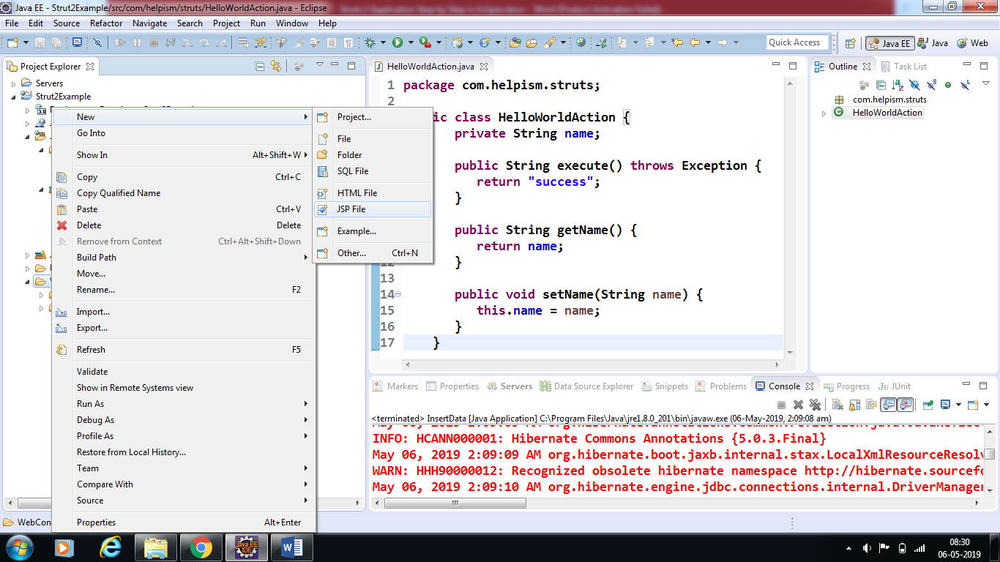 Java EE - Strut2Example/src/com/helpism/struts/HelloWorldAction.java - Eclipse
File Edit Source Refactor Navigate Search Project Run Window Help
Quick Access Java EE Java Web
Project Explorer
Servers
Strut2Example
New
Go Into
Show In Alt+Shift+W
Copy Ctrl+C
Copy Qualified Name
Paste Ctrl+V
Delete Delete
Remove from Context Ctrl+Alt+Shift+Down
Build Path
Move...
Rename... F2
Import...
Export...
Refresh F5
Validate
Show in Remote Systems view
Run As
Debug As
Profile As
Restore from Local History...
Team
Compare With
Source
Properties Alt+Enter
Project...
File
Folder
SQL File
HTML File
JSP File
Example...
Other... Ctrl+N
HelloWorldAction.java
1 package com.helpism.struts;
2
ic class HelloWorldAction {
private String name;
public String execute() throws Exception {
return "success";
}
public String getName() {
return name;
12 }
13
14 public void setName(String name) {
15 this.name = name;
16 }
17 }
Outline Task List
com.helpism.struts
HelloWorldAction
Markers Properties Servers Data Source Explorer Snippets Problems Console Progress JUnit
<terminated> InsertData [Java Application] C:\Program Files\Java\jre1.8.0_201\bin\javaw.exe (06-May-2019, 2:09:08 am)
INFO: HCANN000001: Hibernate Commons Annotations {5.0.3.Final}
May 06, 2019 2:09:09 AM org.hibernate.boot.jaxb.internal.stax.LocalXmlResourceResolv
WARN: HHH90000012: Recognized obsolete hibernate namespace http://hibernate.sourcefo
May 06, 2019 2:09:10 AM org.hibernate.engine.jdbc.connections.internal.DriverManager
WebCon
Java EE
IDE
08:30
06-05-2019